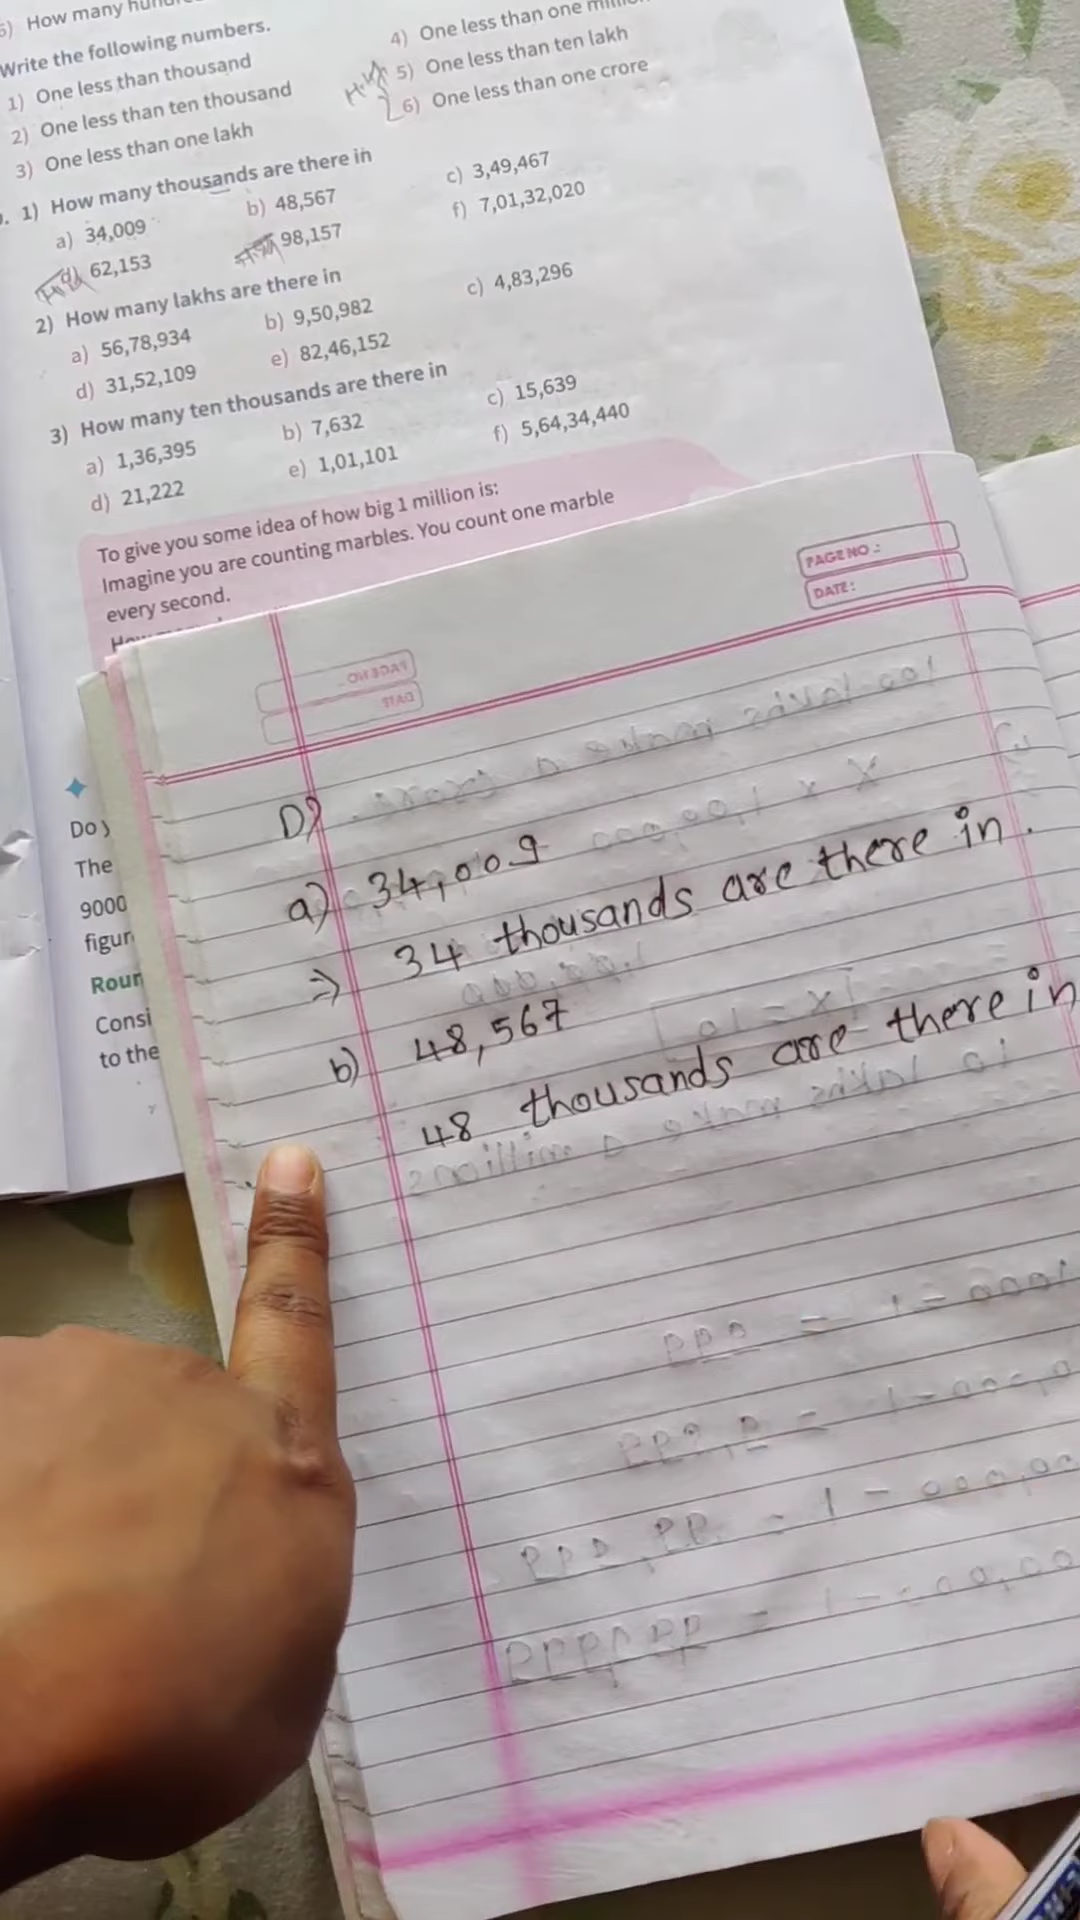 How many
Write the following numbers.
1) One less than thousand
2) One less than ten thousand
3) One less than one lakh
4) One less than one
5) One less than ten lakh
6) One less than one crore
1) How many thousands are there in
a) 34,009
b) 48,567
c) 3,49,467
d) 62,153
98,157
f) 7,01,32,020
2) How many lakhs are there in
a) 56,78,934
b) 9,50,982
c) 4,83,296
d) 31,52,109
e) 82,46,152
3) How many ten thousands are there in
a) 1,36,395
b) 7,632
c) 15,639
d) 21,222
e) 1,01,101
f) 5,64,34,440
To give you some idea of how big 1 million is:
Imagine you are counting marbles. You count one marble
every second.
Do
The
9000
to the
PAGE NO.:
DATE:
D)
a) 34,009
⇒ 34 thousands are there in.
b) 48,567
48 thousands are there in